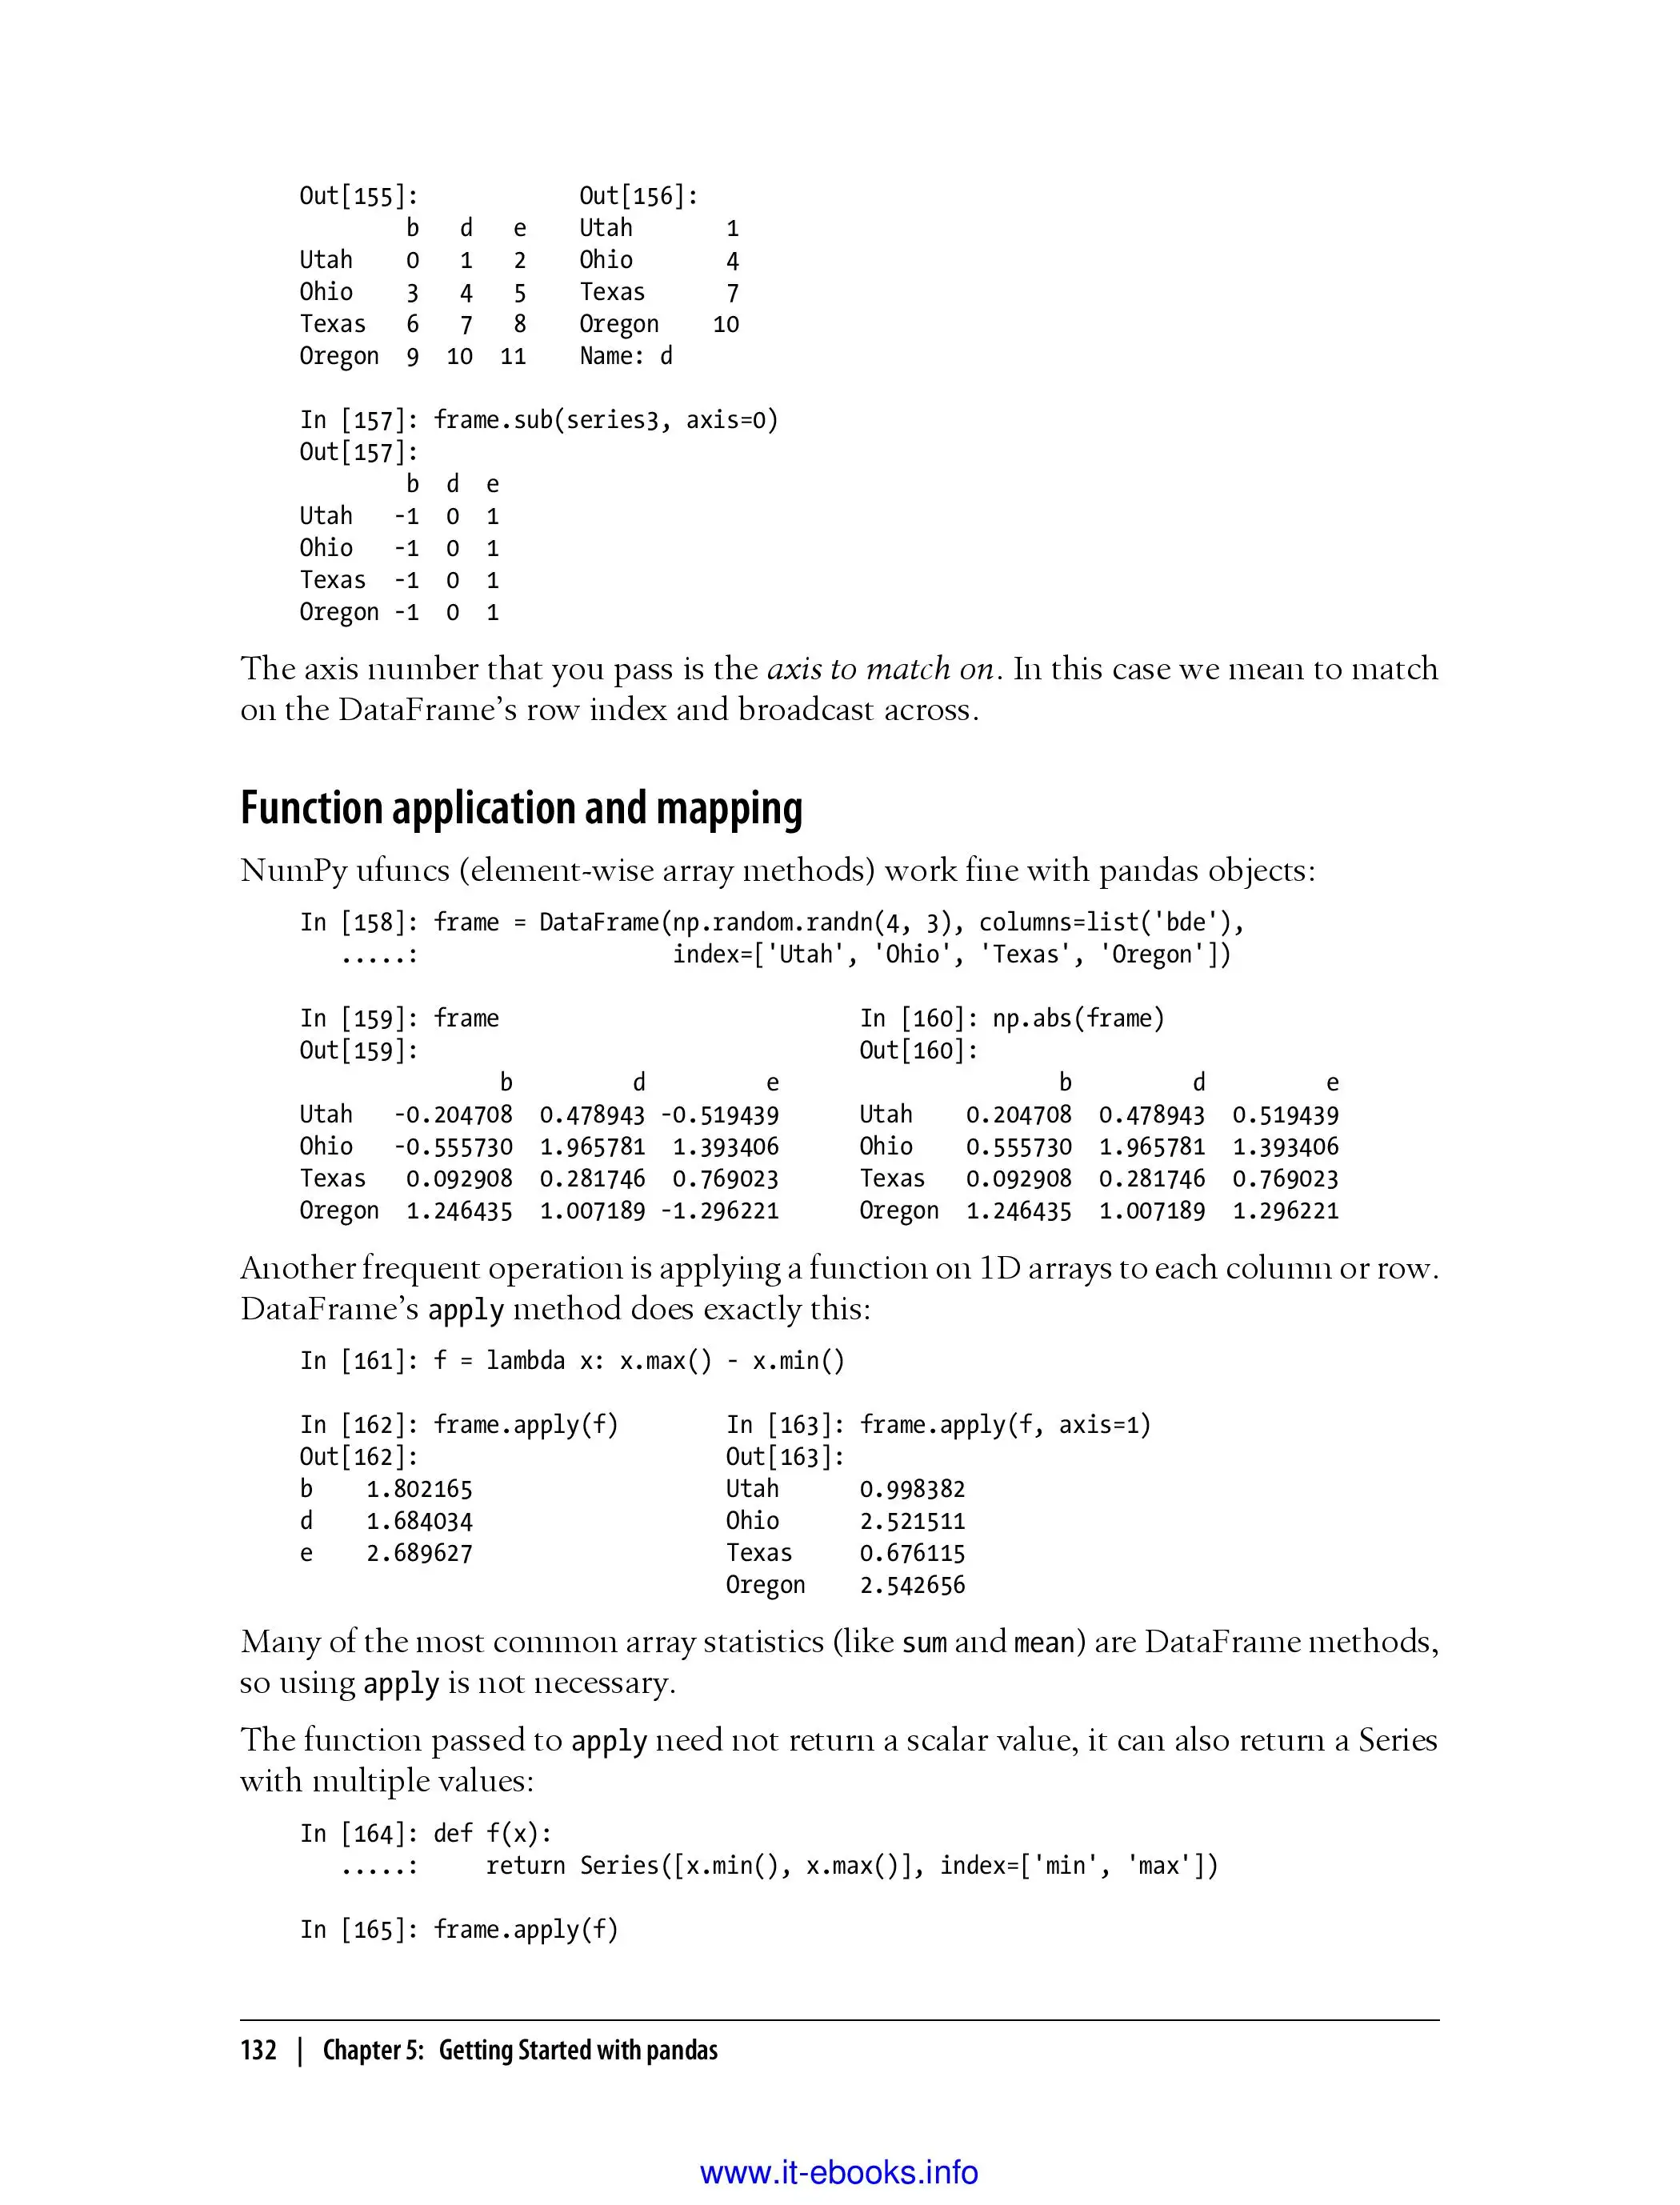 Out[155]:            Out[156]:
        b   d   e    Utah       1
Utah    0   1   2    Ohio       4
Ohio    3   4   5    Texas      7
Texas   6   7   8    Oregon    10
Oregon  9  10  11    Name: d
In [157]: frame.sub(series3, axis=0)
Out[157]:
        b  d  e
Utah   -1  0  1
Ohio   -1  0  1
Texas  -1  0  1
Oregon -1  0  1
The axis number that you pass is the axis to match on. In this case we mean to match
on the DataFrame’s row index and broadcast across.
Function application and mapping
NumPy ufuncs (element-wise array methods) work fine with pandas objects:
In [158]: frame = DataFrame(np.random.randn(4, 3), columns=list('bde'),
   .....:                   index=['Utah', 'Ohio', 'Texas', 'Oregon'])
In [159]: frame                           In [160]: np.abs(frame)
Out[159]:                                 Out[160]:
               b         d         e                     b         d         e
Utah   -0.204708  0.478943 -0.519439      Utah    0.204708  0.478943  0.519439
Ohio   -0.555730  1.965781  1.393406      Ohio    0.555730  1.965781  1.393406
Texas   0.092908  0.281746  0.769023      Texas   0.092908  0.281746  0.769023
Oregon  1.246435  1.007189 -1.296221      Oregon  1.246435  1.007189  1.296221
Another frequent operation is applying a function on 1D arrays to each column or row.
DataFrame’s apply method does exactly this:
In [161]: f = lambda x: x.max() - x.min()
In [162]: frame.apply(f)        In [163]: frame.apply(f, axis=1)
Out[162]:                       Out[163]:
b    1.802165                   Utah      0.998382
d    1.684034                   Ohio      2.521511
e    2.689627                   Texas     0.676115
                                Oregon    2.542656
Many of the most common array statistics (like sum and mean) are DataFrame methods,
so using apply is not necessary.
The function passed to apply need not return a scalar value, it can also return a Series
with multiple values:
In [164]: def f(x):
   .....:     return Series([x.min(), x.max()], index=['min', 'max'])
In [165]: frame.apply(f)
132 | Chapter 5: Getting Started with pandas
www.it-ebooks.info